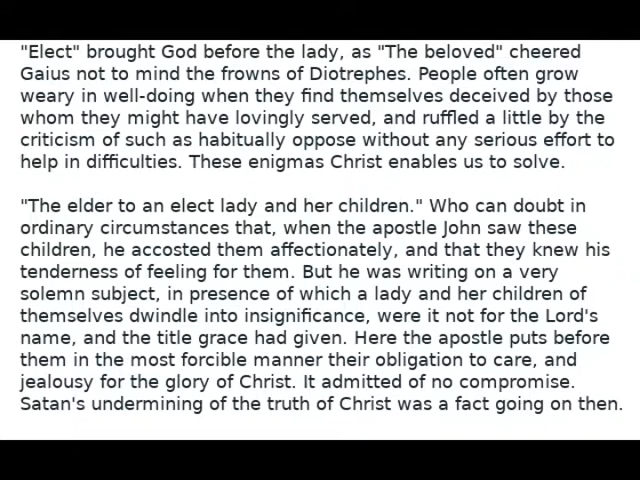 "Elect" brought God before the lady, as "The beloved" cheered
Gaius not to mind the frowns of Diotrephes. People often grow
weary in well-doing when they find themselves deceived by those
whom they might have lovingly served, and ruffled a little by the
criticism of such as habitually oppose without any serious effort to
help in difficulties. These enigmas Christ enables us to solve.
"The elder to an elect lady and her children." Who can doubt in
ordinary circumstances that, when the apostle John saw these
children, he accosted them affectionately, and that they knew his
tenderness of feeling for them. But he was writing on a very
solemn subject, in presence of which a lady and her children of
themselves dwindle into insignificance, were it not for the Lord's
name, and the title grace had given. Here the apostle puts before
them in the most forcible manner their obligation to care, and
jealousy for the glory of Christ. It admitted of no compromise.
Satan's undermining of the truth of Christ was a fact going on then.